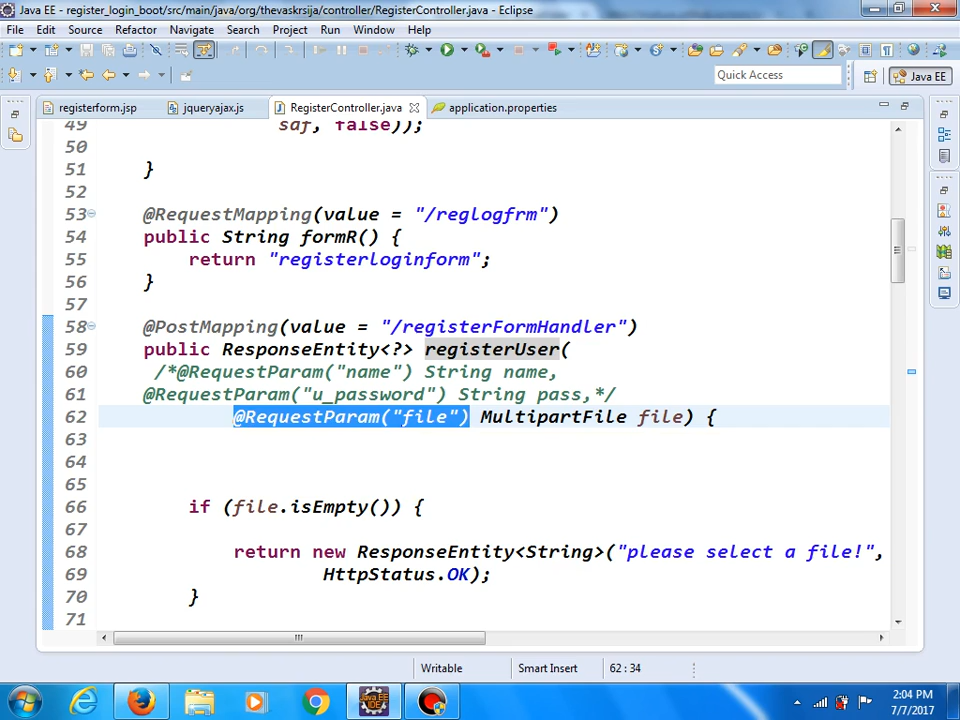 Java EE - register_login_boot/src/main/java/org/thevaskrsija/controller/RegisterController.java - Eclipse
File Edit Source Refactor Navigate Search Project Run Window Help
Quick Access
Java EE
registerform.jsp jqueryajax.js RegisterController.java application.properties
49 saf, false));
50
51 }
52
53 @RequestMapping(value = "/reglogfrm")
54 public String formR() {
55 return "registerloginform";
56 }
57
58 @PostMapping(value = "/registerFormHandler")
59 public ResponseEntity<?> registerUser(
60 /*@RequestParam("name") String name,
61 @RequestParam("u_password") String pass,*/
62 @RequestParam("file") MultipartFile file) {
63
64
65
66 if (file.isEmpty()) {
67
68 return new ResponseEntity<String>("please select a file!",
69 HttpStatus.OK);
70 }
71
Writable Smart Insert 62 : 34
Java EE
IDE
2:04 PM
7/7/2017